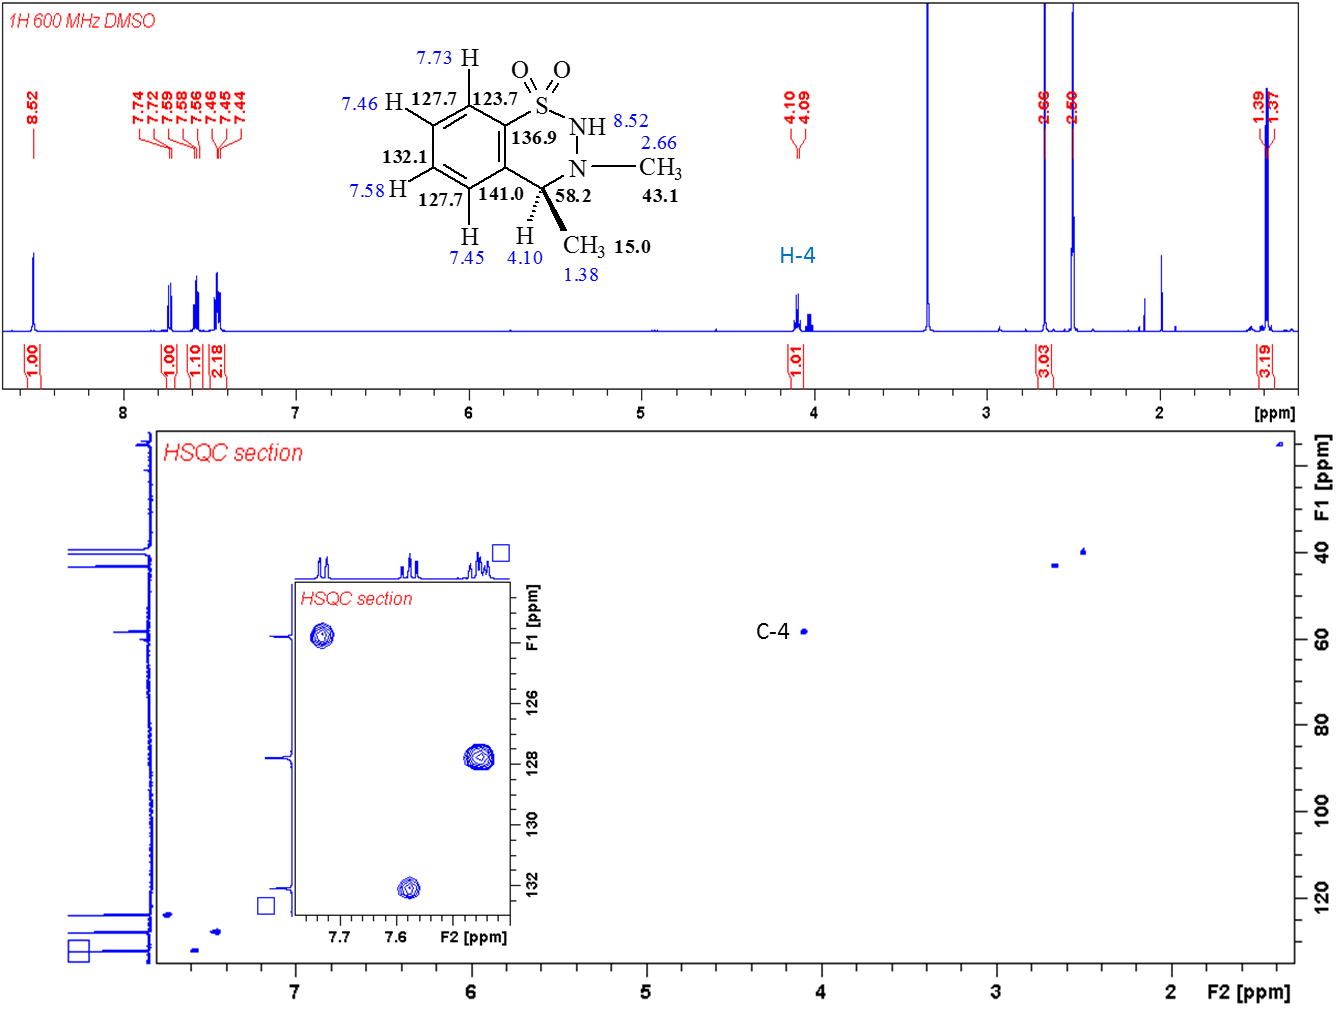 1H 600 MHz DMSO
8.52
7.74
7.72
7.59
7.58
7.56
7.46
7.45
7.44
4.10
4.09
2.66
2.50
1.39
1.37
7.73 H
O O
7.46 H 127.7 123.7 S
NH 8.52
136.9
2.66
132.1
N CH3
7.58 H
127.7 141.0 58.2 43.1
H H CH3 15.0
7.45 4.10
1.38
H-4
1.00
1.00
1.10
2.18
1.01
3.03
3.19
8 7 6 5 4 3 2 [ppm]
HSQC section
F1 [ppm]
40
60
80
100
120
C-4
HSQC section
F1 [ppm]
126
128
130
132
7.7 7.6 F2 [ppm]
7 6 5 4 3 2 F2 [ppm]